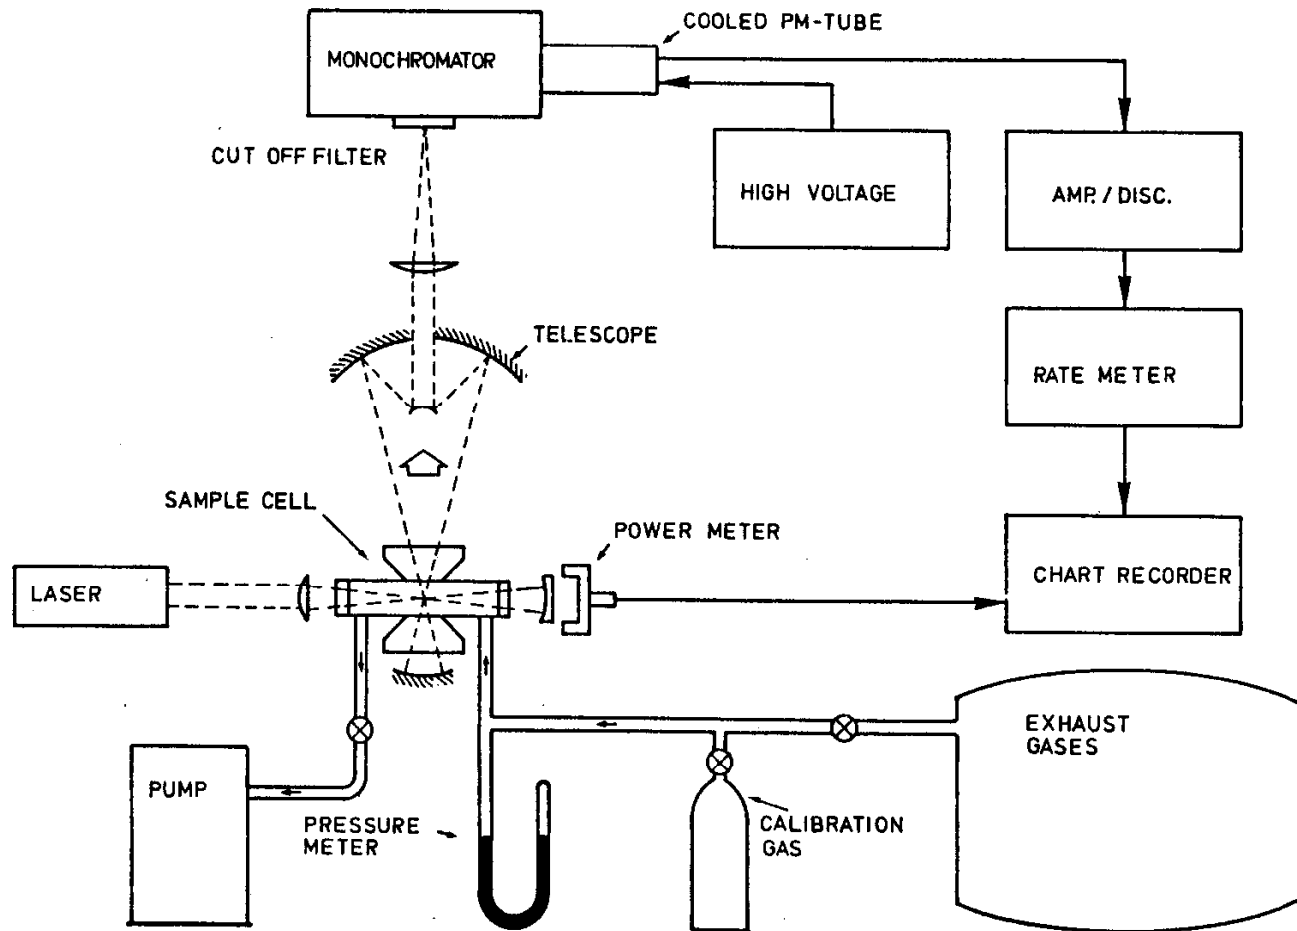 COOLED PM-TUBE
MONOCHROMATOR
CUT OFF FILTER
HIGH VOLTAGE
AMP./DISC.
TELESCOPE
RATE METER
SAMPLE CELL
POWER METER
LASER
CHART RECORDER
EXHAUST
GASES
PUMP
PRESSURE
METER
CALIBRATION
GAS